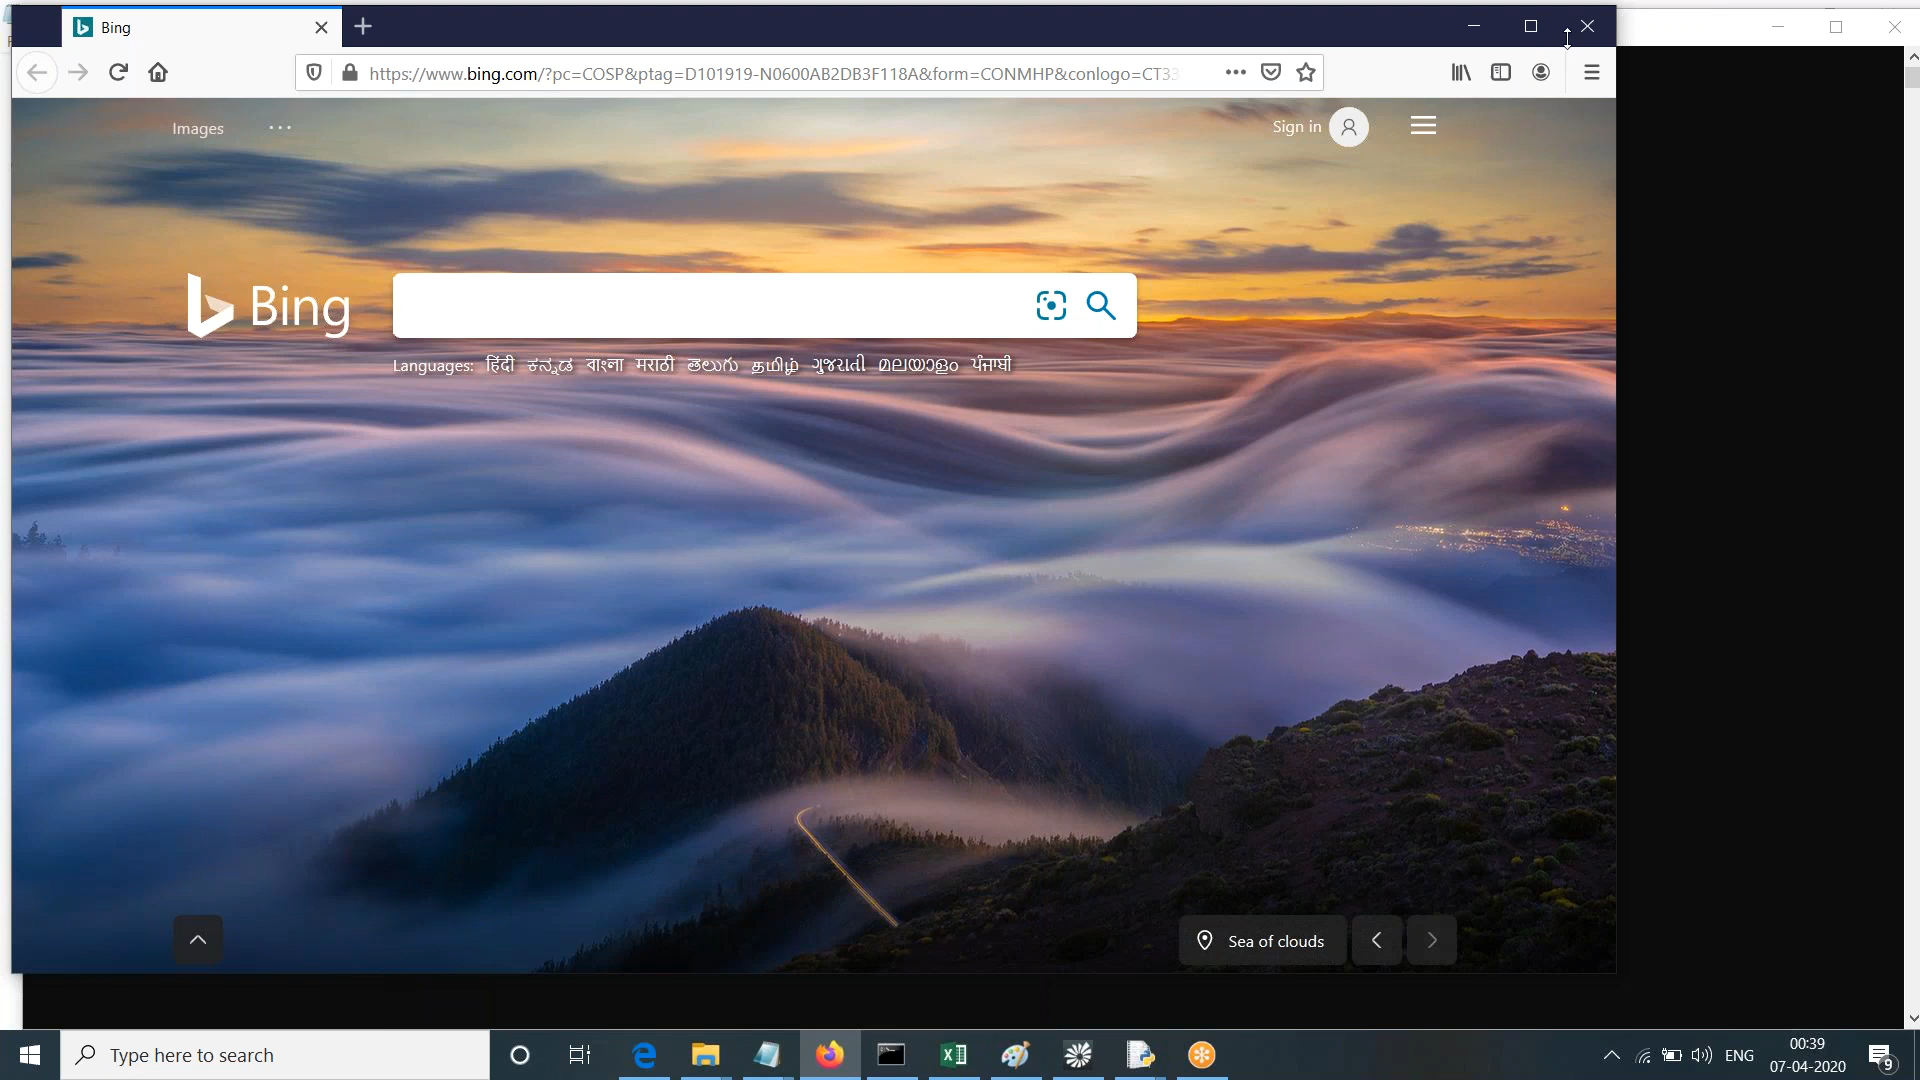 Bing
https://www.bing.com/?pc=COSP&ptag=D101919-N0600AB2DB3F118A&form=CONMHP&conlogo=CT33
Images
Sign in
Bing
Languages: हिंदी ಕನ್ನಡ বাংলা मराठी తెలుగు தமிழ் ગુજરાતી മലയാളം ਪੰਜਾਬੀ
Sea of clouds
Type here to search
ENG
00:39
07-04-2020
9